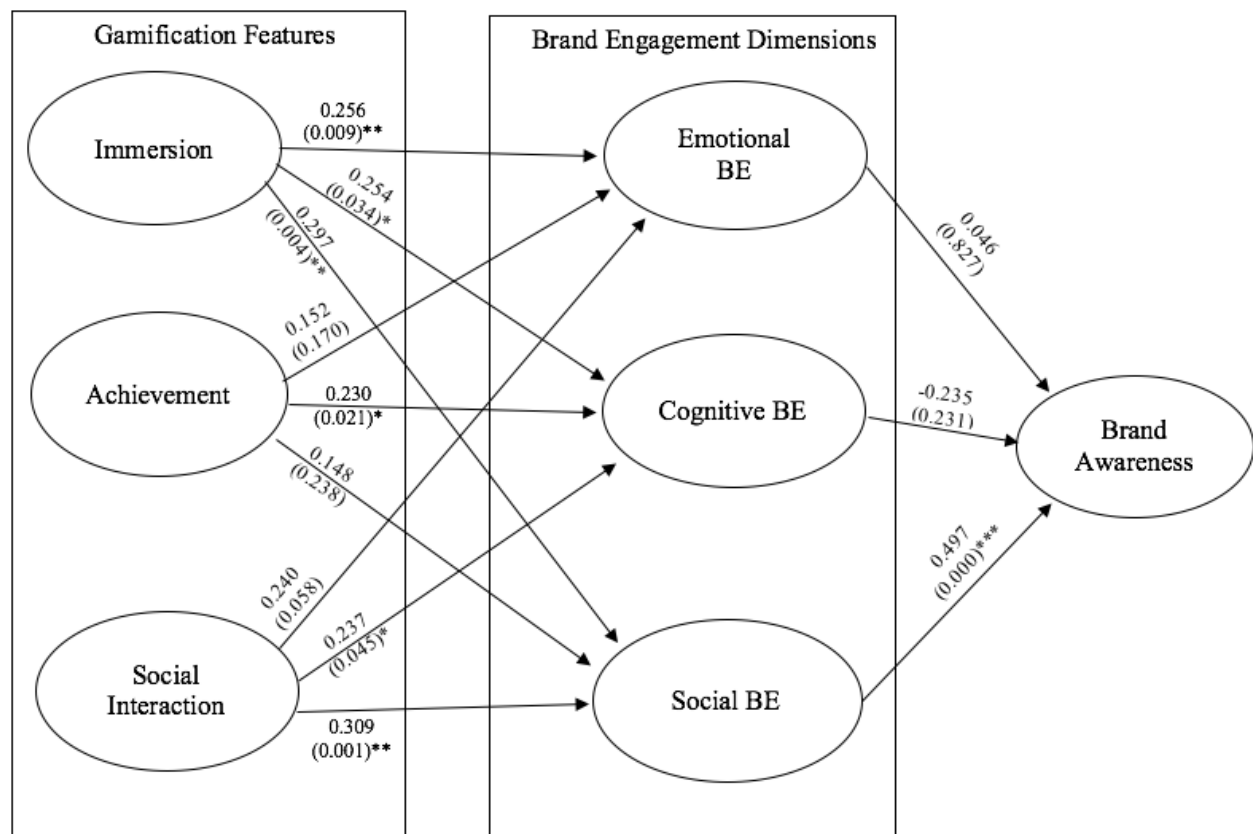 Gamification Features
Brand Engagement Dimensions
Immersion
0.256
(0.009)**
0.254
(0.034)*
0.297
(0.004)**
Emotional
BE
0.046
(0.827)
Achievement
0.152
(0.170)
0.230
(0.021)*
0.148
(0.238)
Cognitive BE
-0.235
(0.231)
Brand
Awareness
Social
Interaction
0.240
(0.058)
0.237
(0.045)*
0.309
(0.001)**
Social BE
0.497
(0.000)***